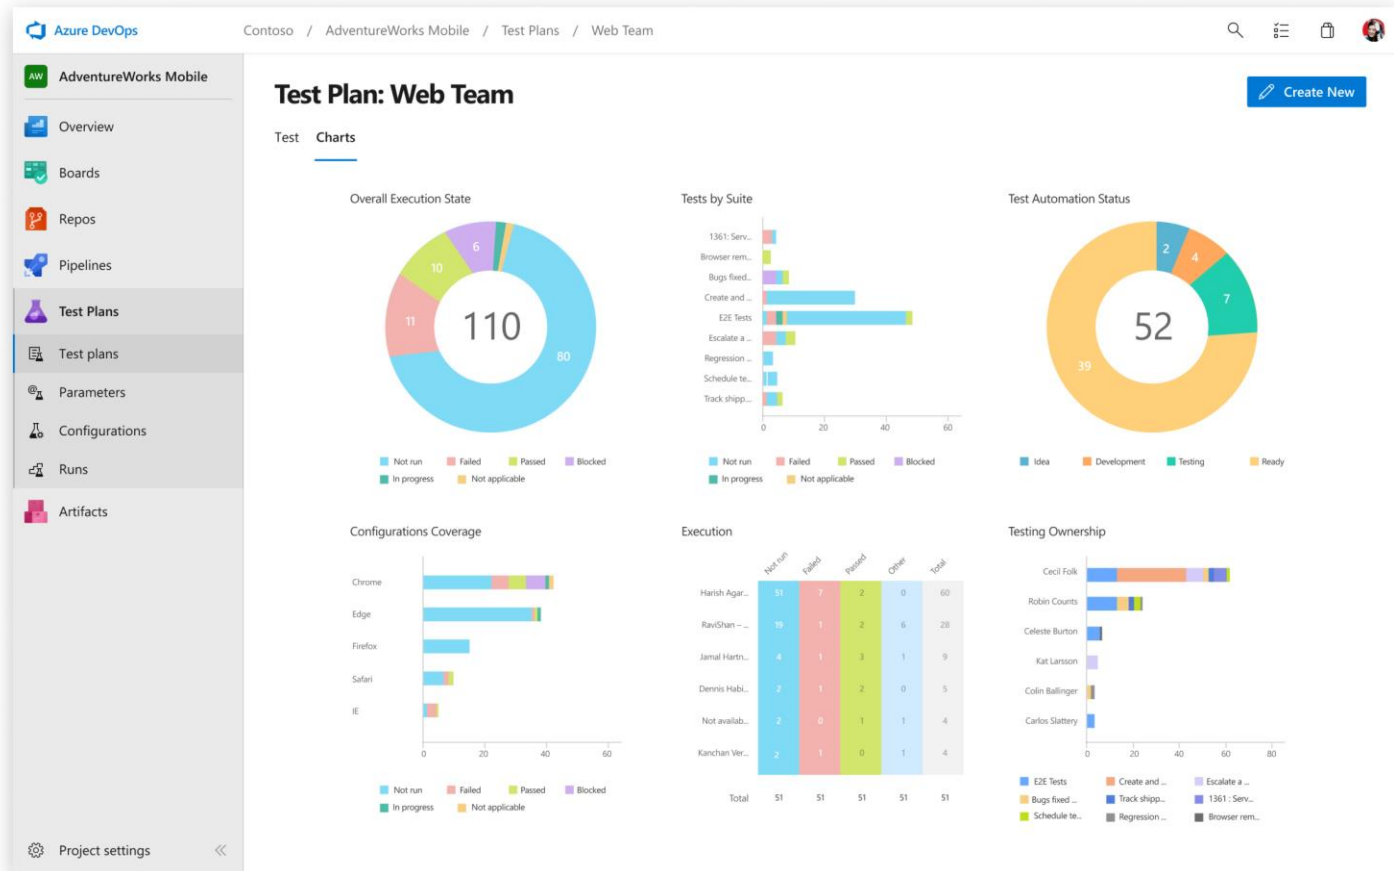 Azure DevOps
Contoso / AdventureWorks Mobile / Test Plans / Web Team
AW AdventureWorks Mobile
Overview
Boards
Repos
Pipelines
Test Plans
Test plans
Parameters
Configurations
Runs
Artifacts
Project settings
Test Plan: Web Team
Create New
Test Charts
Overall Execution State
6
10
11
110
80
Not run Failed Passed Blocked
In progress Not applicable
Tests by Suite
1361: Serv...
Browser rem...
Bugs fixed...
Create and ...
E2E Tests
Escalate a ...
Regression ...
Schedule te...
Track shipp...
0 20 40 60
Not run Failed Passed Blocked
In progress Not applicable
Test Automation Status
2
4
7
52
39
Idea Development Testing Ready
Configurations Coverage
Chrome
Edge
Firefox
Safari
IE
0 20 40 60
Not run Failed Passed Blocked
In progress Not applicable
Execution
Not run Failed Passed Other Total
Harish Agar... 51 7 2 0 60
RaviShan – ... 19 1 2 6 28
Jamal Hartn... 4 1 3 1 9
Dennis Habi... 2 1 2 0 5
Not availab... 2 0 1 1 4
Kanchan Ver... 2 1 0 1 4
Total 51 51 51 51 51
Testing Ownership
Cecil Folk
Robin Counts
Celeste Burton
Kat Larsson
Colin Ballinger
Carlos Slattery
0 20 40 60 80
E2E Tests Create and ... Escalate a ...
Bugs fixed ... Track shipp... 1361 : Serv...
Schedule te.. Regression ... Browser rem...